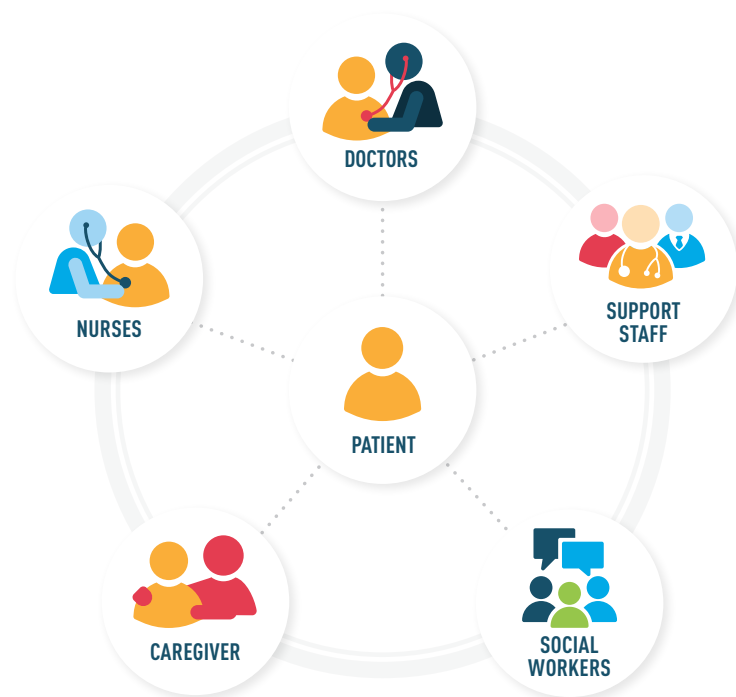 DOCTORS
NURSES
SUPPORT
STAFF
PATIENT
CAREGIVER
SOCIAL
WORKERS